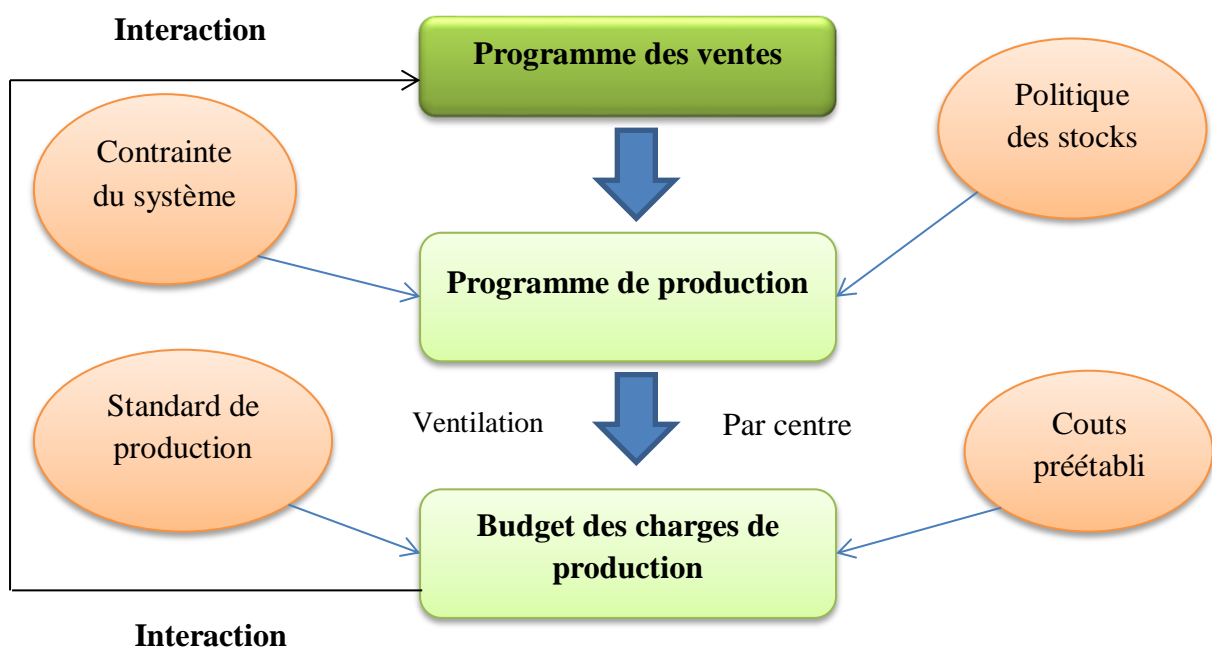 Interaction
Programme des ventes
Politique
des stocks
Contrainte
du système
Programme de production
Standard de
production
Ventilation
Par centre
Couts
préétabli
Budget des charges de
production
Interaction